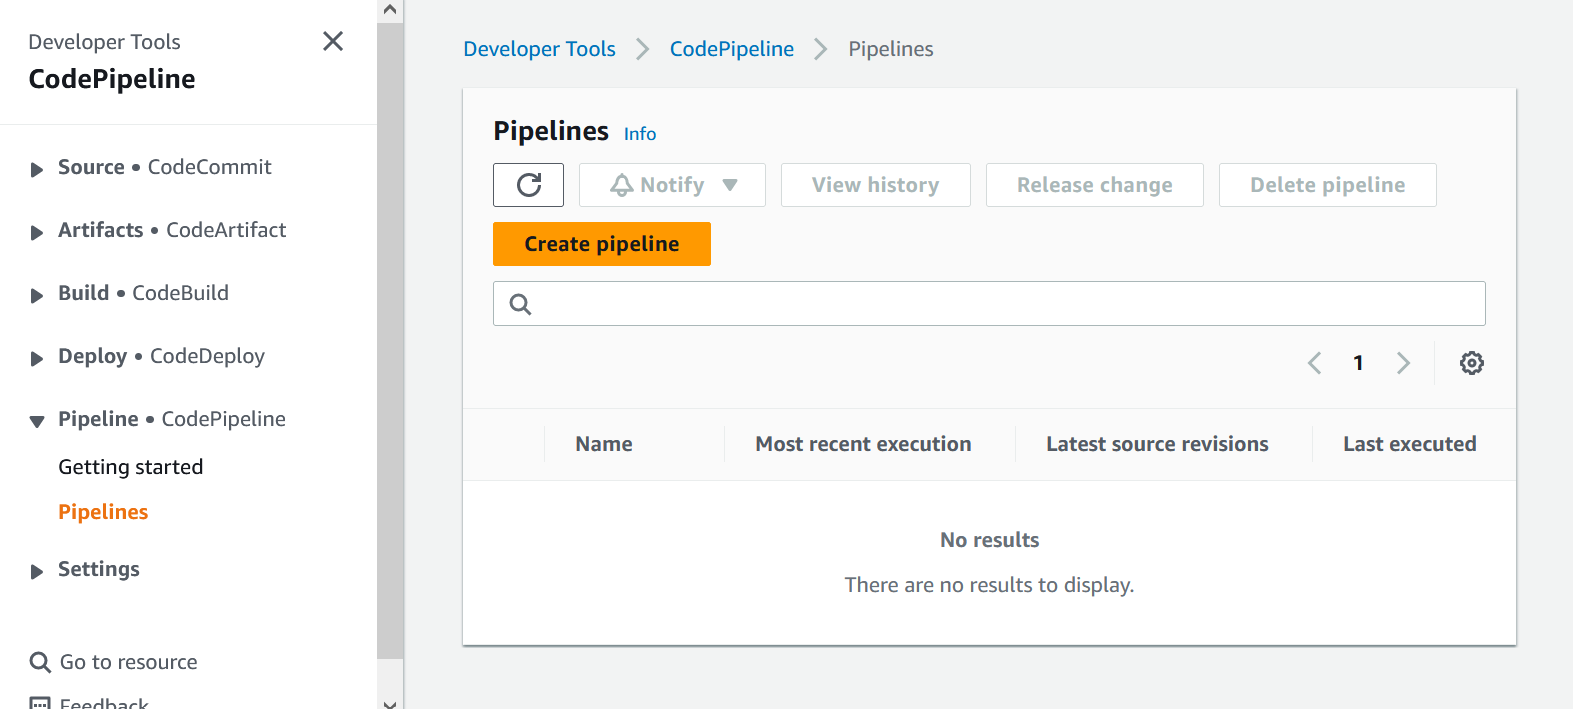 Developer Tools
CodePipeline
Source • CodeCommit
Artifacts • CodeArtifact
Build • CodeBuild
Deploy • CodeDeploy
Pipeline • CodePipeline
Getting started
Pipelines
Settings
Go to resource
Feedback
Developer Tools > CodePipeline > Pipelines
Pipelines Info
Notify View history Release change Delete pipeline
Create pipeline
1
Name Most recent execution Latest source revisions Last executed
No results
There are no results to display.